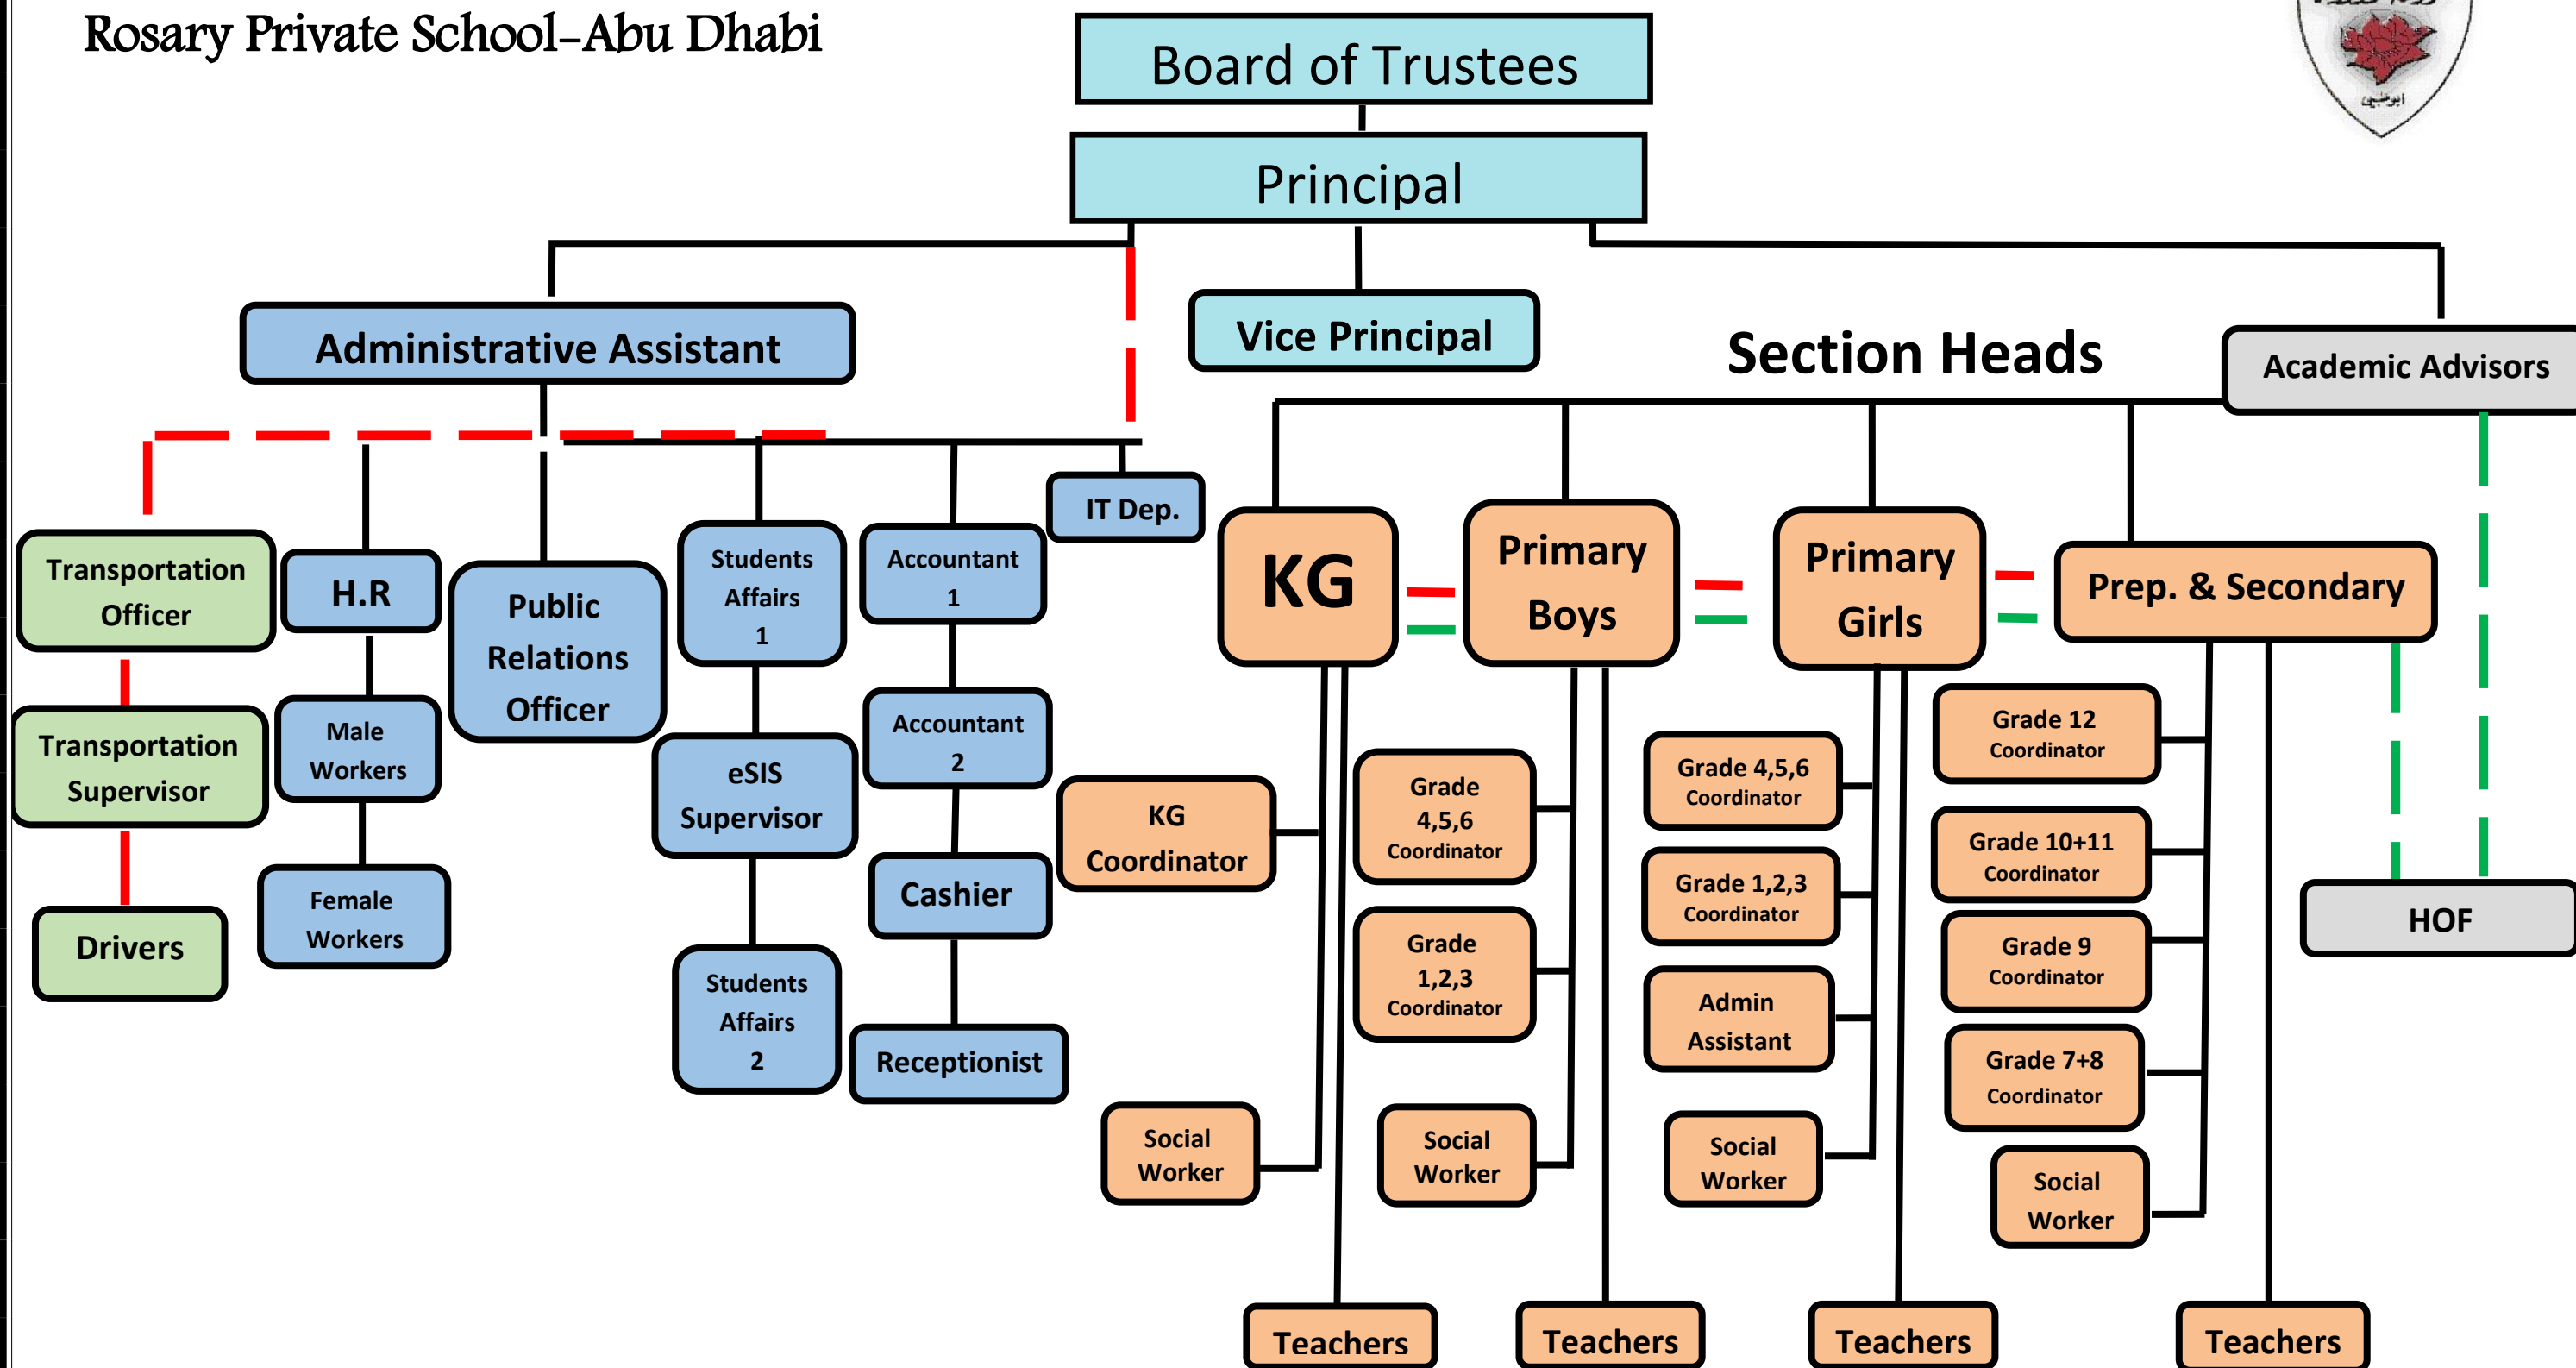 Rosary Private School-Abu Dhabi
ابوظبي
Board of Trustees
Principal
Administrative Assistant
Vice Principal
Section Heads
Academic Advisors
Transportation
Officer
H.R
Public
Relations
Officer
Students
Affairs
1
Accountant
1
IT Dep.
KG
Primary
Boys
Primary
Girls
Prep. & Secondary
Transportation
Supervisor
Male
Workers
eSIS
Supervisor
Accountant
2
Drivers
Female
Workers
Students
Affairs
2
Cashier
Receptionist
KG
Coordinator
Social
Worker
Teachers
Grade
4,5,6
Coordinator
Grade
1,2,3
Coordinator
Social
Worker
Teachers
Grade 4,5,6
Coordinator
Grade 1,2,3
Coordinator
Admin
Assistant
Social
Worker
Teachers
Grade 12
Coordinator
Grade 10+11
Coordinator
Grade 9
Coordinator
Grade 7+8
Coordinator
Social
Worker
Teachers
HOF